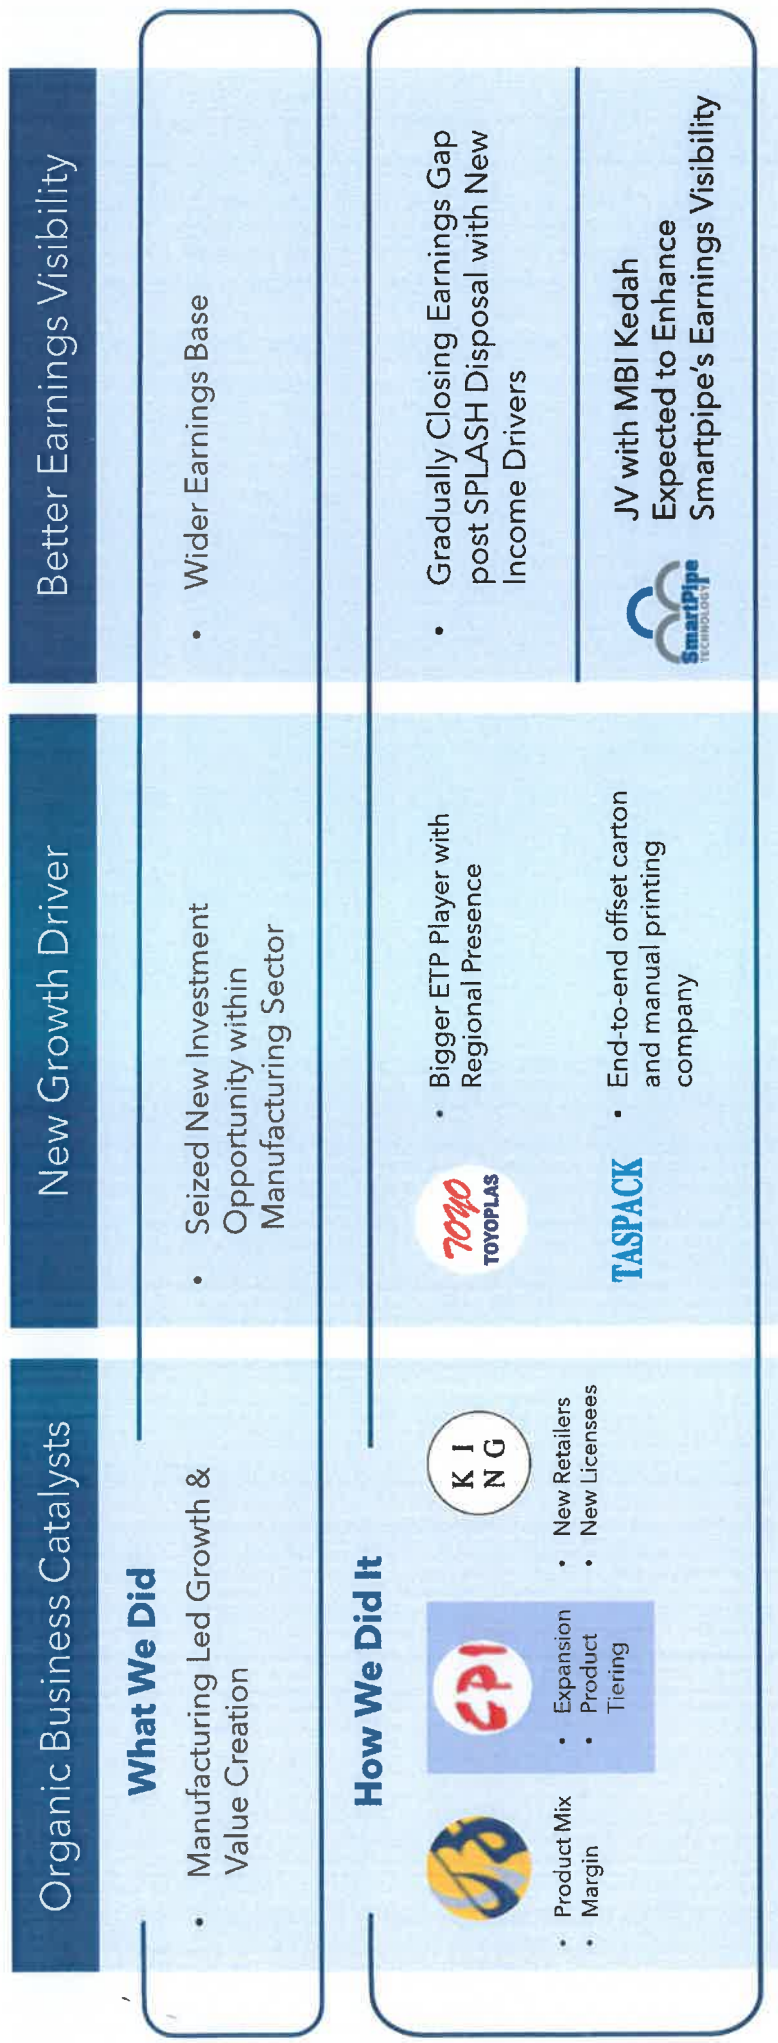 Organic Business Catalysts
New Growth Driver
Better Earnings Visibility
What We Did
• Manufacturing Led Growth &
Value Creation
• Seized New Investment
Opportunity within
Manufacturing Sector
• Wider Earnings Base
How We Did It
• Product Mix
• Margin
CPI
• Expansion
• Product
Tiering
K I
N G
• New Retailers
• New Licensees
TOYO
TOYOPLAS
• Bigger ETP Player with
Regional Presence
TASPACK
• End-to-end offset carton
and manual printing
company
• Gradually Closing Earnings Gap
post SPLASH Disposal with New
Income Drivers
SmartPipe
TECHNOLOGY
JV with MBI Kedah
Expected to Enhance
Smartpipe's Earnings Visibility